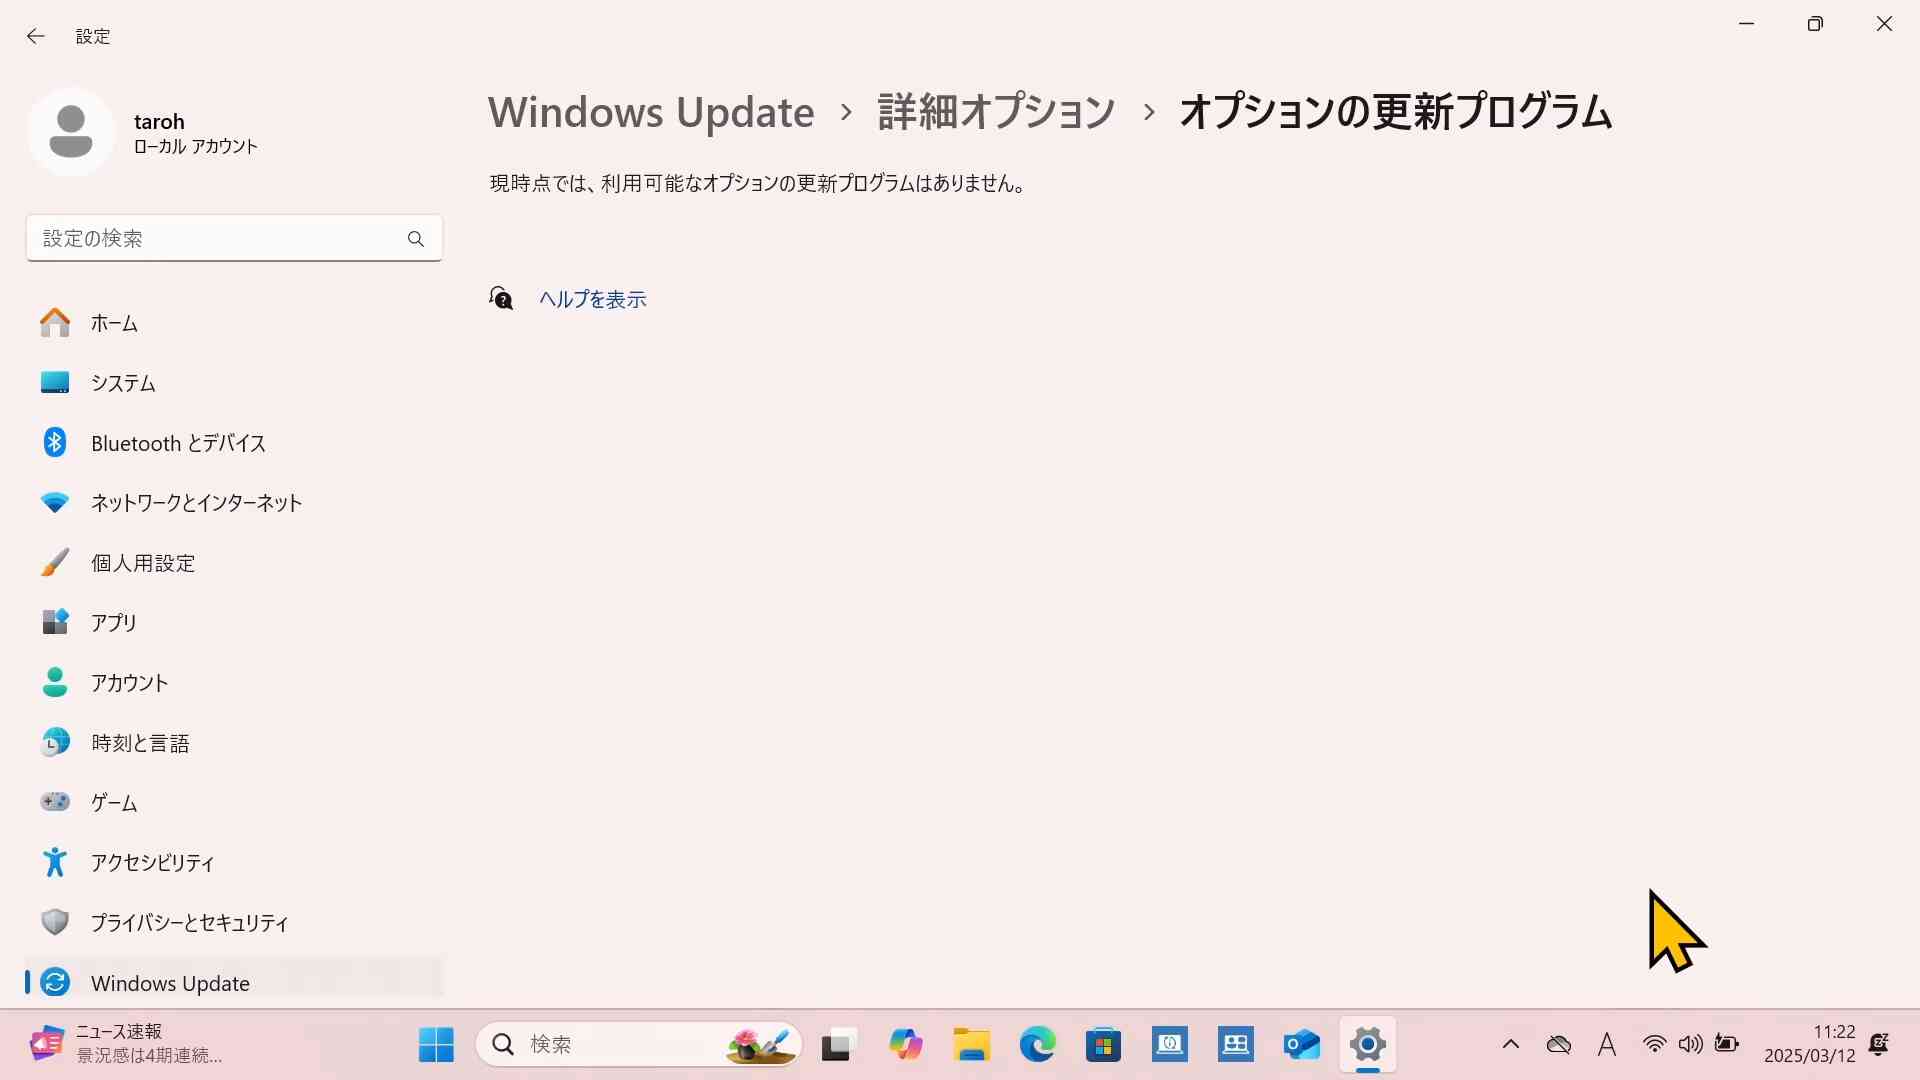 設定
taroh
ローカル アカウント
設定の検索
ホーム
システム
Bluetooth とデバイス
ネットワークとインターネット
個人用設定
アプリ
アカウント
時刻と言語
ゲーム
アクセシビリティ
プライバシーとセキュリティ
Windows Update
Windows Update › 詳細オプション › オプションの更新プログラム
現時点では、利用可能なオプションの更新プログラムはありません。
ヘルプを表示
ニュース速報
景況感は4期連続...
検索
A
11:22
2025/03/12